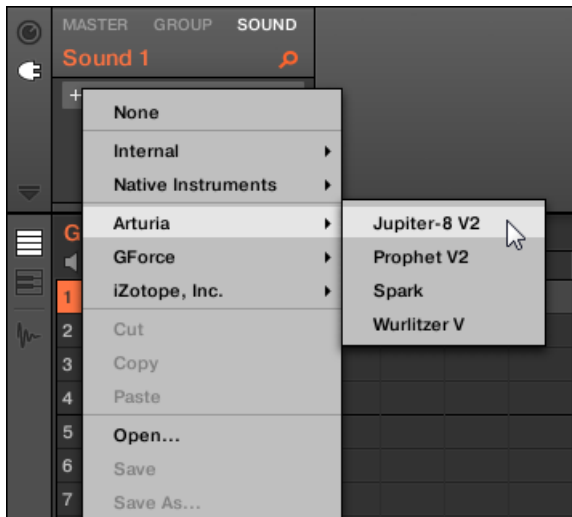 MASTER GROUP SOUND
Sound 1
+
None
Internal
Native Instruments
Arturia
Jupiter-8 V2
G
GForce
Prophet V2
1
iZotope, Inc.
Spark
2
Cut
Wurlitzer V
3
Copy
4
Paste
5
Open...
6
Save
7
Save As...